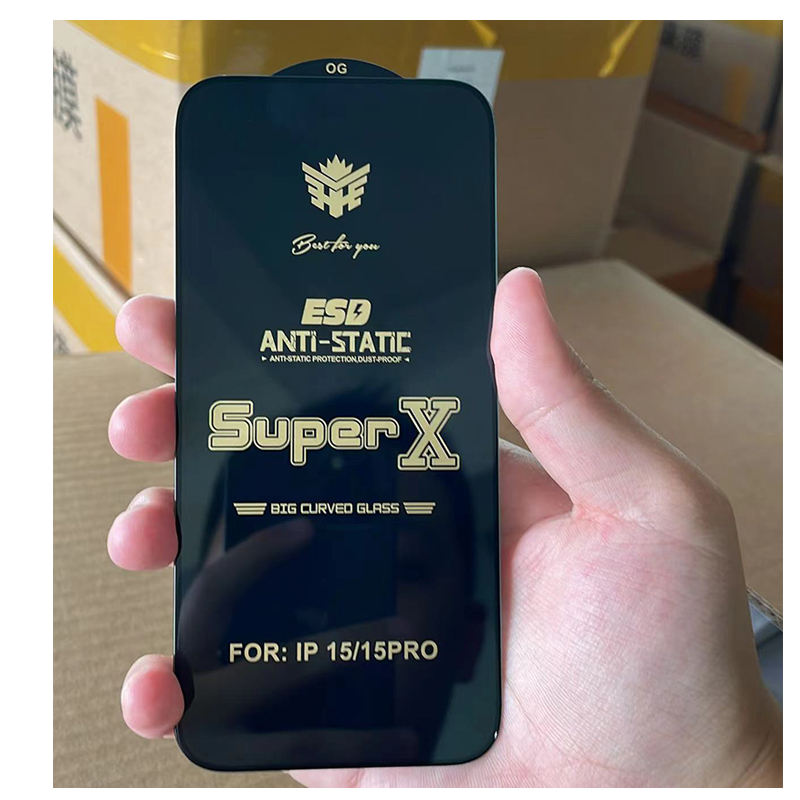 OG
Best for you
ESD
ANTI-STATIC
ANTI-STATIC PROTECTION,DUST-PROOF
Super X
BIG CURVED GLASS
FOR: IP 15/15PRO